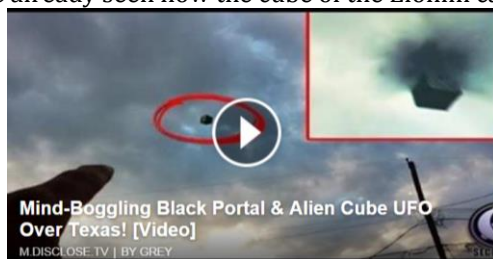 Mind-Boggling Black Portal & Alien Cube UFO
Over Texas! [Video]
M.DISCLOSE.TV | BY GREY